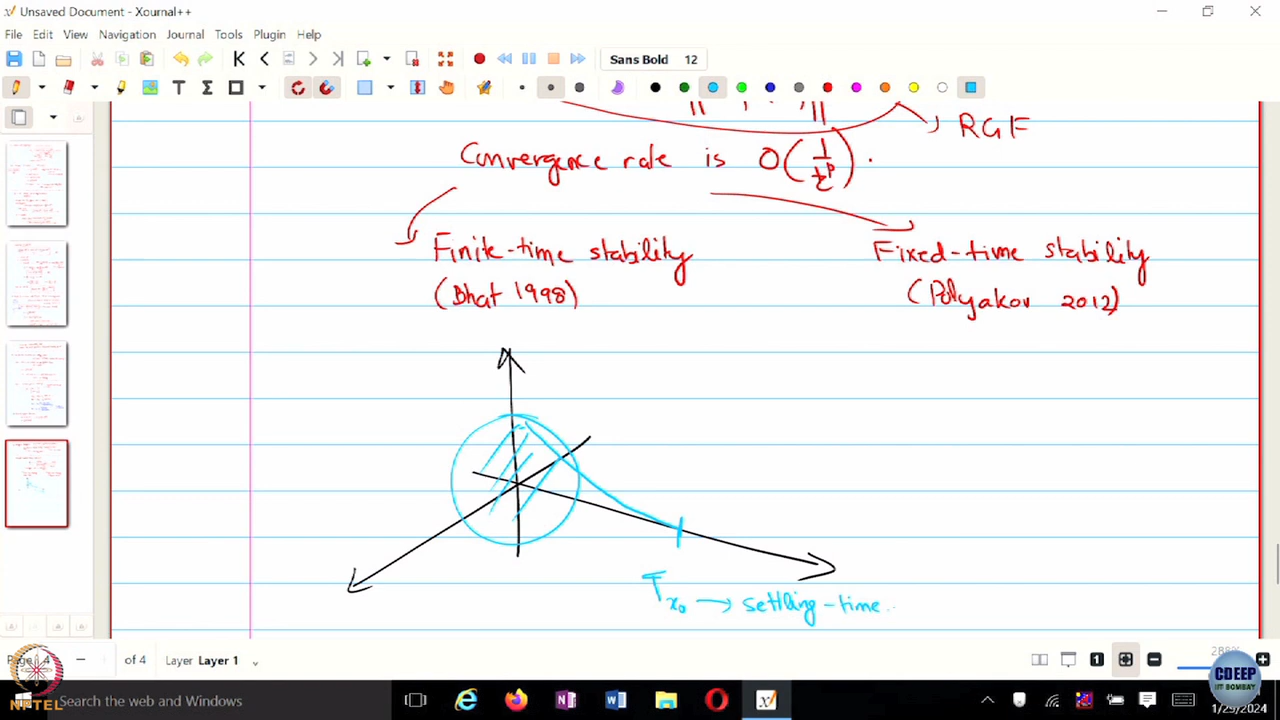 Unsaved Document - Xournal++
File Edit View Navigation Journal Tools Plugin Help
Sans Bold 12
RGF
Convergence rate is O(1/t^p).
Finite-time stability
(Bhat 1998)
Fixed-time stability
(Polyakov 2012)
T_x0 → settling-time.
Page 4 of 4 Layer Layer 1
288%
NPTEL
CDEEP
IIT BOMBAY
Search the web and Windows
1/29/2024